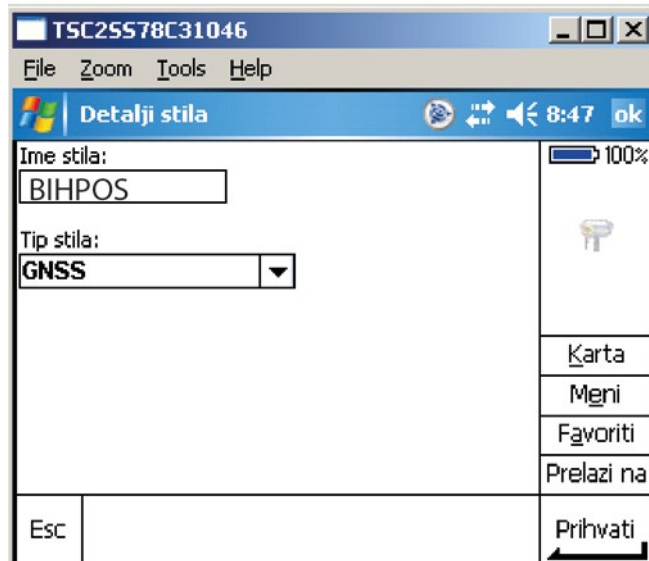 TSC2SS78C31046
File Zoom Tools Help
Detalji stila 8:47 ok
Ime stila: 100%
BIHPOS
Tip stila:
GNSS
Karta
Meni
Favoriti
Prelazi na
Esc Prihvati